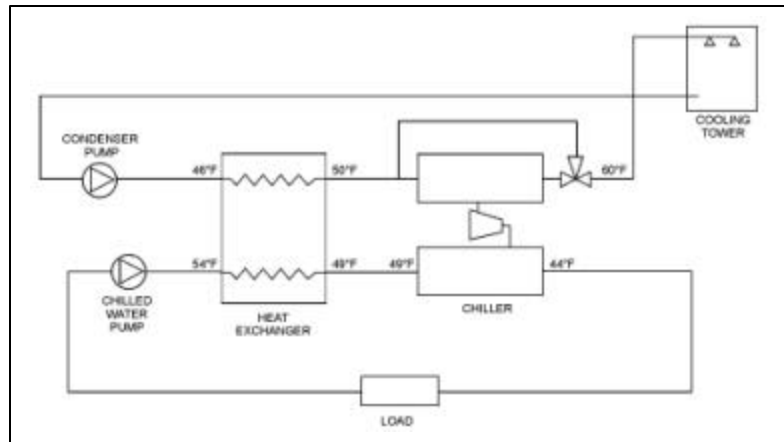 COOLING
TOWER
CONDENSER
PUMP
46°F
50°F
60°F
54°F
49°F
49°F
44°F
CHILLED
WATER
PUMP
HEAT
EXCHANGER
CHILLER
LOAD